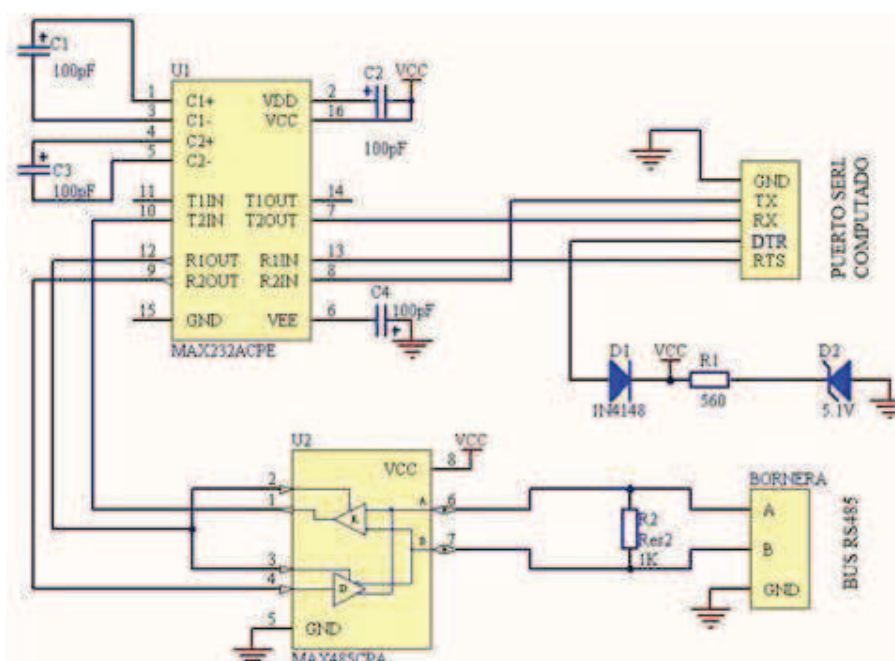 C1
100pF
U1
C2
VCC
100pF
1
3
4
5
11
10
12
9
15
C1+
C1-
C2+
C2-
T1IN
T2IN
R1OUT
R2OUT
GND
VDD
VCC
T1OUT
T2OUT
R1IN
R2IN
VEE
2
16
14
7
13
8
6
C3
100pF
C4
100pF
MAX232ACPE
GND
TX
RX
DTR
RTS
PUERTO SERI.
COMPUTADO
D1
1N4148
VCC
R1
560
D2
5.1V
U2
VCC
8
VCC
2
1
3
4
5
R
D
A
B
6
7
GND
MAX485CPA
R2
Res2
1K
BORNERA
A
B
GND
BUS RS485